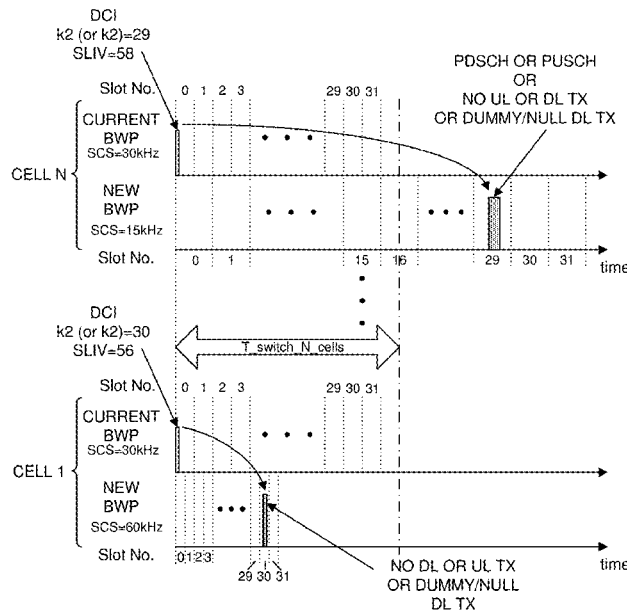 DCI
k2 (or k2)=29
SLIV=58
Slot No.
0 1 2 3 29 30 31
PDSCH OR PUSCH
OR
NO UL OR DL TX
OR DUMMY/NULL DL TX
CELL N
CURRENT
BWP
SCS=30kHz
NEW
BWP
SCS=15kHz
Slot No.
0 1 15 16 29 30 31
time
DCI
k2 (or k2)=30
SLIV=56
T_switch_N_cells
Slot No.
0 1 2 3 29 30 31
CELL 1
CURRENT
BWP
SCS=30kHz
NEW
BWP
SCS=60kHz
Slot No.
0 1 2 3 29 30 31
time
NO DL OR UL TX
OR DUMMY/NULL
DL TX